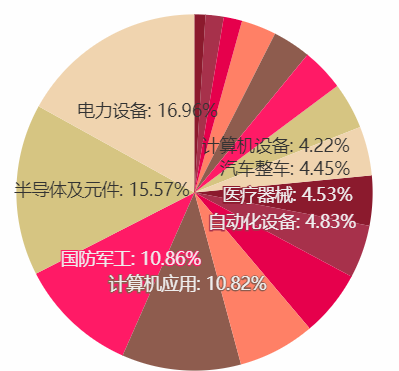 电力设备: 16.96%
计算机设备: 4.22%
汽车整车: 4.45%
半导体及元件: 15.57%
医疗器械: 4.53%
自动化设备: 4.83%
国防军工: 10.86%
计算机应用: 10.82%